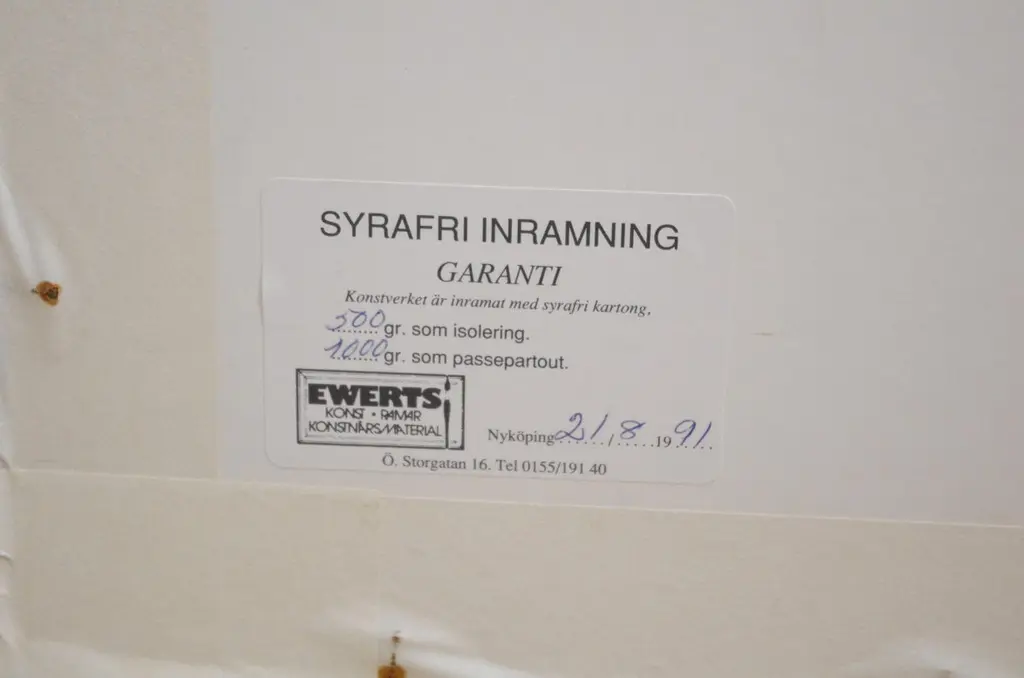 SYRAFRI INRAMNING
GARANTI
Konstverket är inramat med syrafri kartong,
500 gr. som isolering.
1000 gr. som passepartout.
EWERTS
KONST • RAMAR
KONSTNÄRSMATERIAL
Nyköping 21/8 1991
Ö. Storgatan 16. Tel 0155/191 40